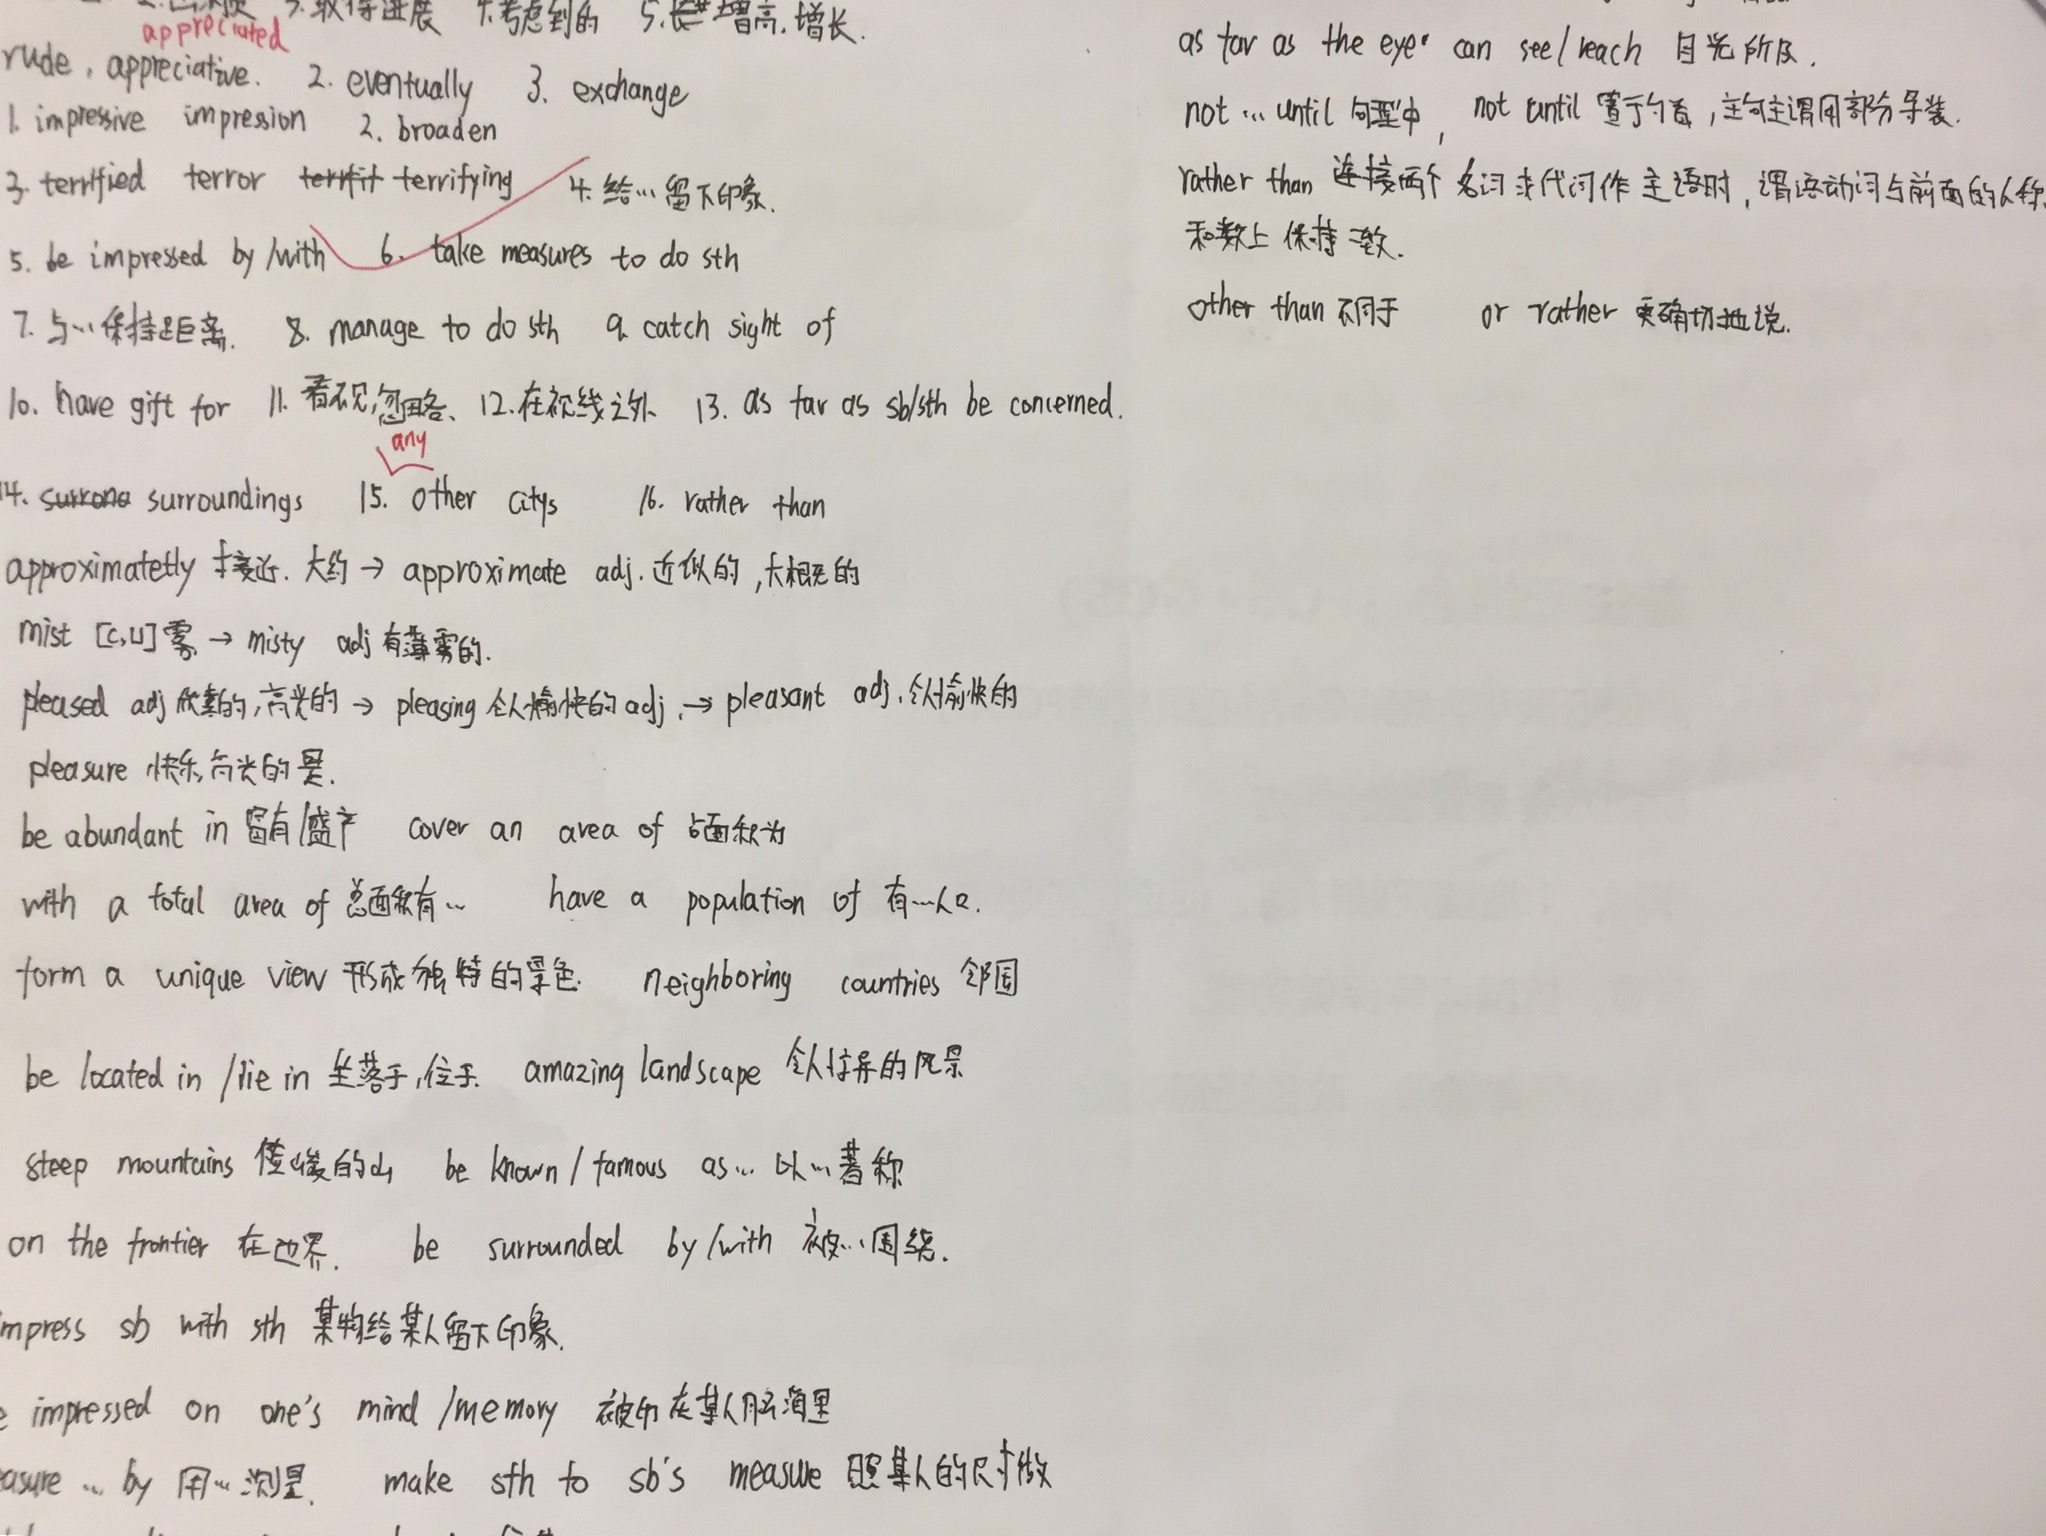 3.取得进展 4.考虑到的 5.增高.增长.
appreciated
rude, appreciative. 2. eventually 3. exchange
1. impressive impression 2. broaden
3. terrified terror terrifying 4. 给…留下印象.
5. be impressed by/with 6. take measures to do sth
7. 与…保持距离. 8. manage to do sth 9. catch sight of
10. have gift for 11. 看不见,忽略、 12.在视线之外 13. as far as sb/sth be concerned.
any
14. surrona surroundings 15. other citys 16. rather than
approximatetly 接近.大约→ approximate adj.近似的,大概的
mist [C,U]雾→ misty adj有薄雾的.
pleased adj欣喜的,高兴的→ pleasing 令人愉快的adj.→ pleasant adj.令人愉快的
pleasure 快乐,高兴的事.
be abundant in 富有/盛产 cover an area of 占面积为
with a total area of 总面积有… have a population of 有…人口.
form a unique view 形成独特的景色. neighboring countries 邻国
be located in /lie in 坐落于,位于. amazing landscape 令人惊异的风景
steep mountains 陡峻的山 be known/famous as… 以…著称
on the frontier 在边界. be surrounded by/with 被…围绕.
mpress sb with sth 某物给某人留下印象.
e impressed on one's mind /memory 被印在某人脑海里
easure … by 用…测量. make sth to sb's measure 照某人的尺寸做
as far as the eye can see/reach 目光所及.
not…until 句型中, not until 置于句首,主句主谓用部分导装.
rather than 连接两个名词或代词作主语时,谓语动词与前面的人称
和数上保持一致.
other than 不同于 or rather 更确切地说.